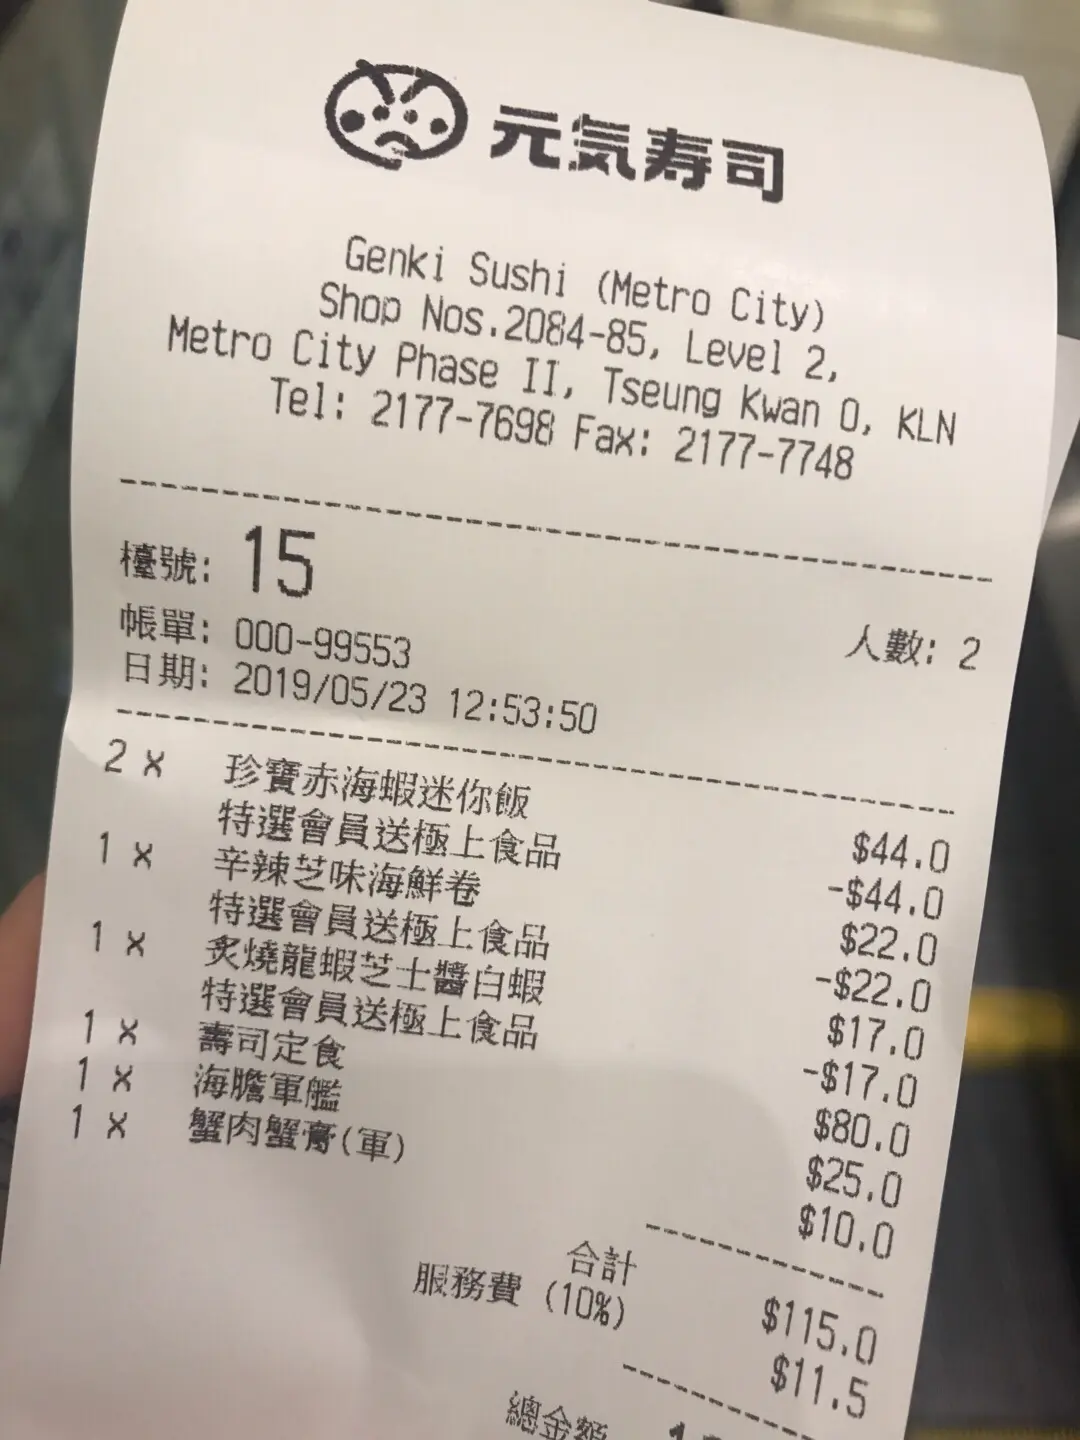 元気寿司
Genki Sushi (Metro City)
Shop Nos.2084-85, Level 2,
Metro City Phase II, Tseung Kwan O, KLN
Tel: 2177-7698 Fax: 2177-7748
檯號: 15
人數: 2
帳單: 000-99553
日期: 2019/05/23 12:53:50
2 x 珍寶赤海蝦迷你飯 $44.0
特選會員送極上食品 -$44.0
1 x 辛辣芝味海鮮卷 $22.0
特選會員送極上食品 -$22.0
1 x 炙燒龍蝦芝士醬白蝦 $17.0
特選會員送極上食品 -$17.0
1 x 壽司定食 $80.0
1 x 海膽軍艦 $25.0
1 x 蟹肉蟹膏(軍) $10.0
合計 $115.0
服務費 (10%) $11.5
總金額